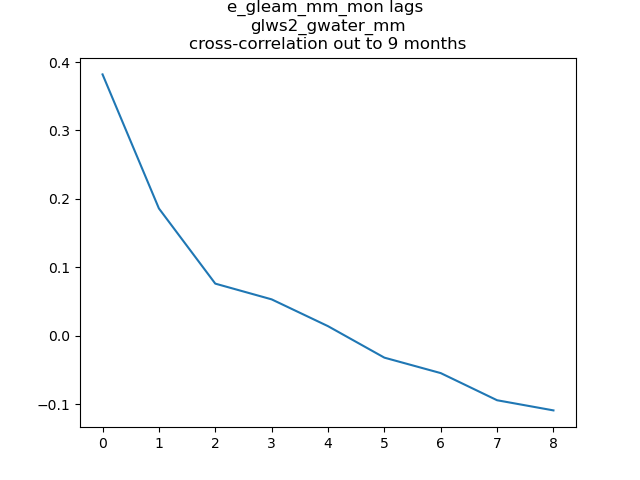 e_gleam_mm_mon lags
glws2_gwater_mm
cross-correlation out to 9 months
0.4
0.3
0.2
0.1
0.0
−0.1
0 1 2 3 4 5 6 7 8